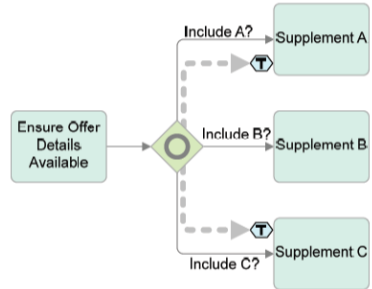 Include A?
Supplement A
T
Ensure Offer
Details
Available
Include B?
Supplement B
T
Supplement C
Include C?